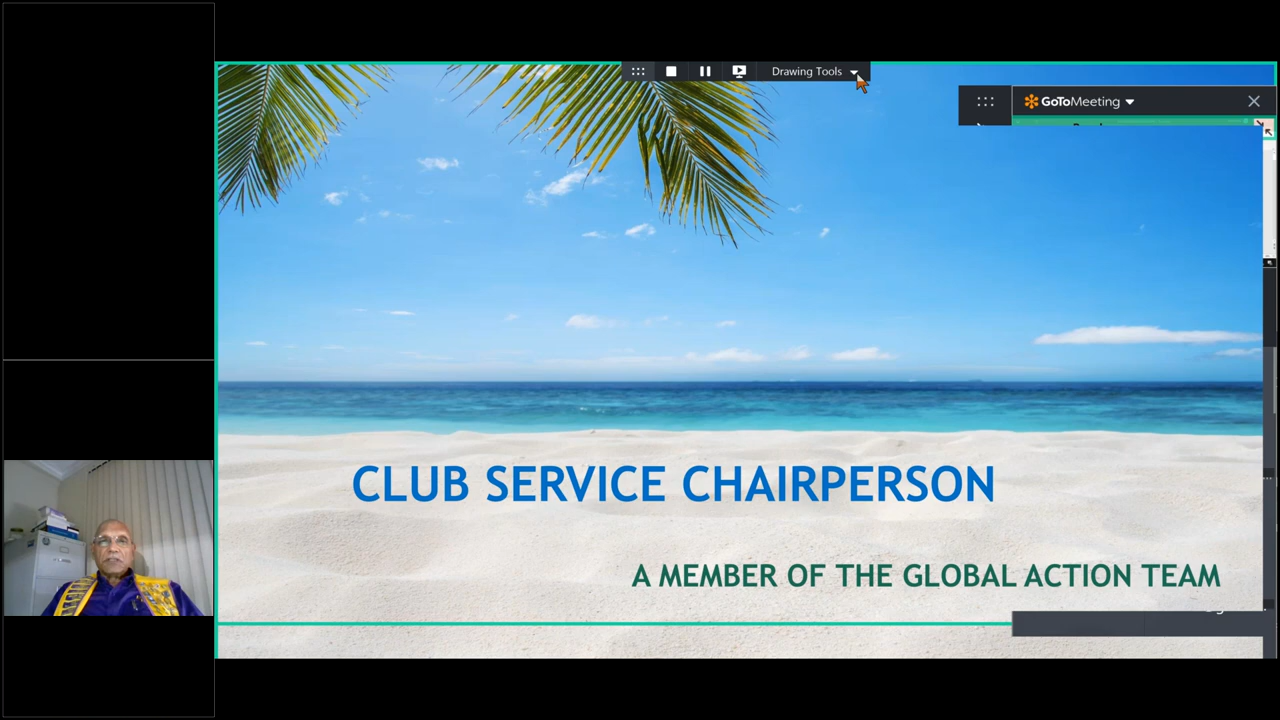 Drawing Tools
GoToMeeting
CLUB SERVICE CHAIRPERSON
A MEMBER OF THE GLOBAL ACTION TEAM